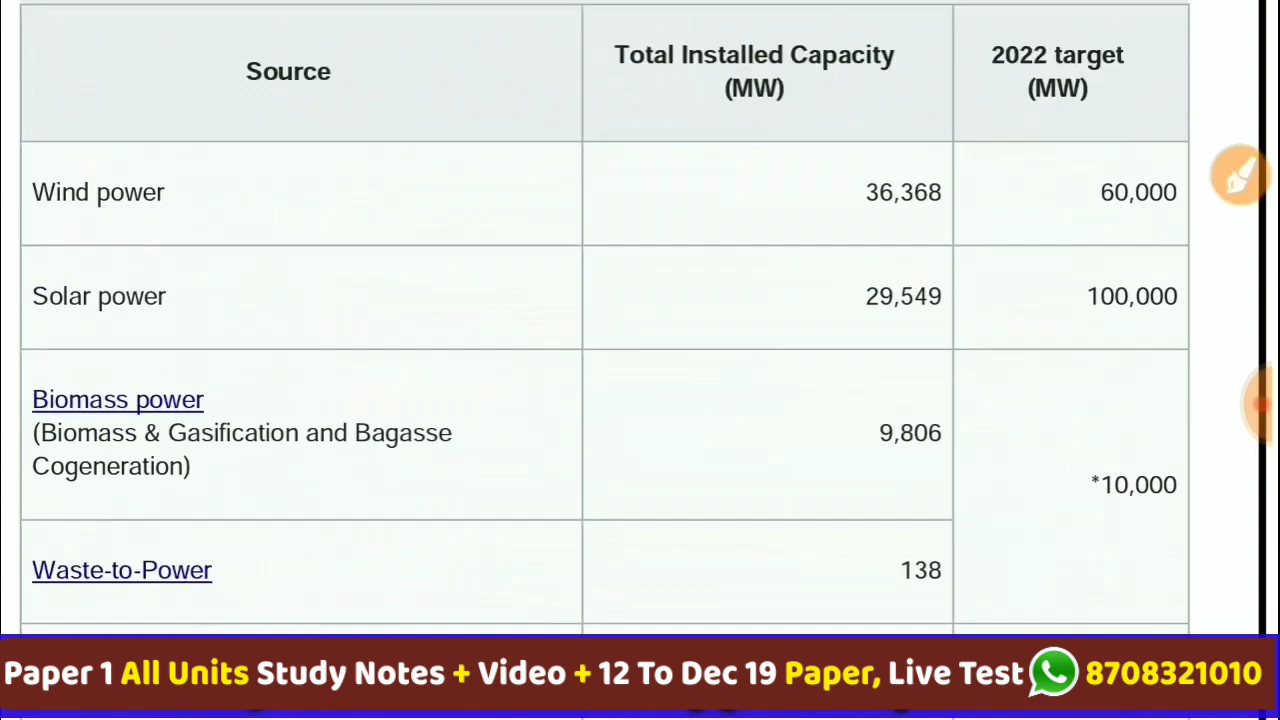 Source
Total Installed Capacity
(MW)
2022 target
(MW)
Wind power
36,368
60,000
Solar power
29,549
100,000
Biomass power
(Biomass & Gasification and Bagasse
Cogeneration)
9,806
*10,000
Waste-to-Power
138
Paper 1 All Units Study Notes + Video + 12 To Dec 19 Paper, Live Test 8708321010